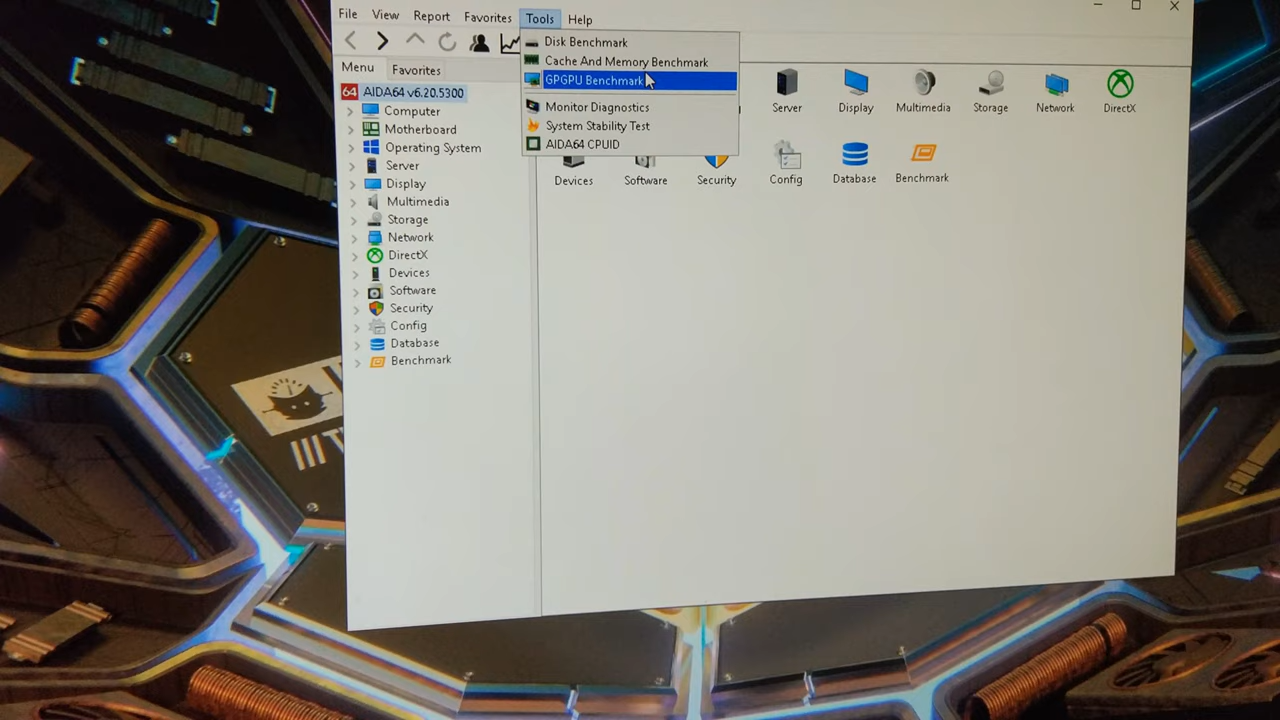 File View Report Favorites Tools Help
Disk Benchmark
Cache And Memory Benchmark
GPGPU Benchmark
Monitor Diagnostics
System Stability Test
AIDA64 CPUID
Menu Favorites
64 AIDA64 v6.20.5300
Computer
Motherboard
Operating System
Server
Display
Multimedia
Storage
Network
DirectX
Devices
Software
Security
Config
Database
Benchmark
Server Display Multimedia Storage Network DirectX
Devices Software Security Config Database Benchmark